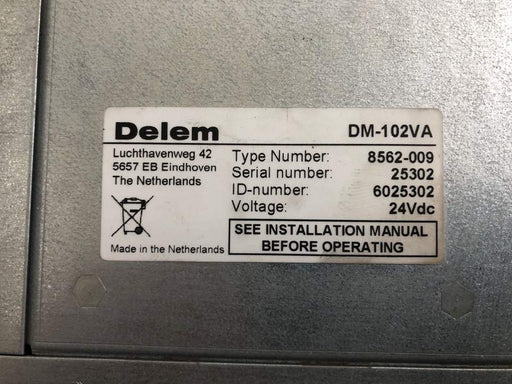 Delem
DM-102VA
Luchthavenweg 42
5657 EB Eindhoven
The Netherlands
Type Number: 8562-009
Serial number: 25302
ID-number: 6025302
Voltage: 24Vdc
SEE INSTALLATION MANUAL
BEFORE OPERATING
Made in the Netherlands